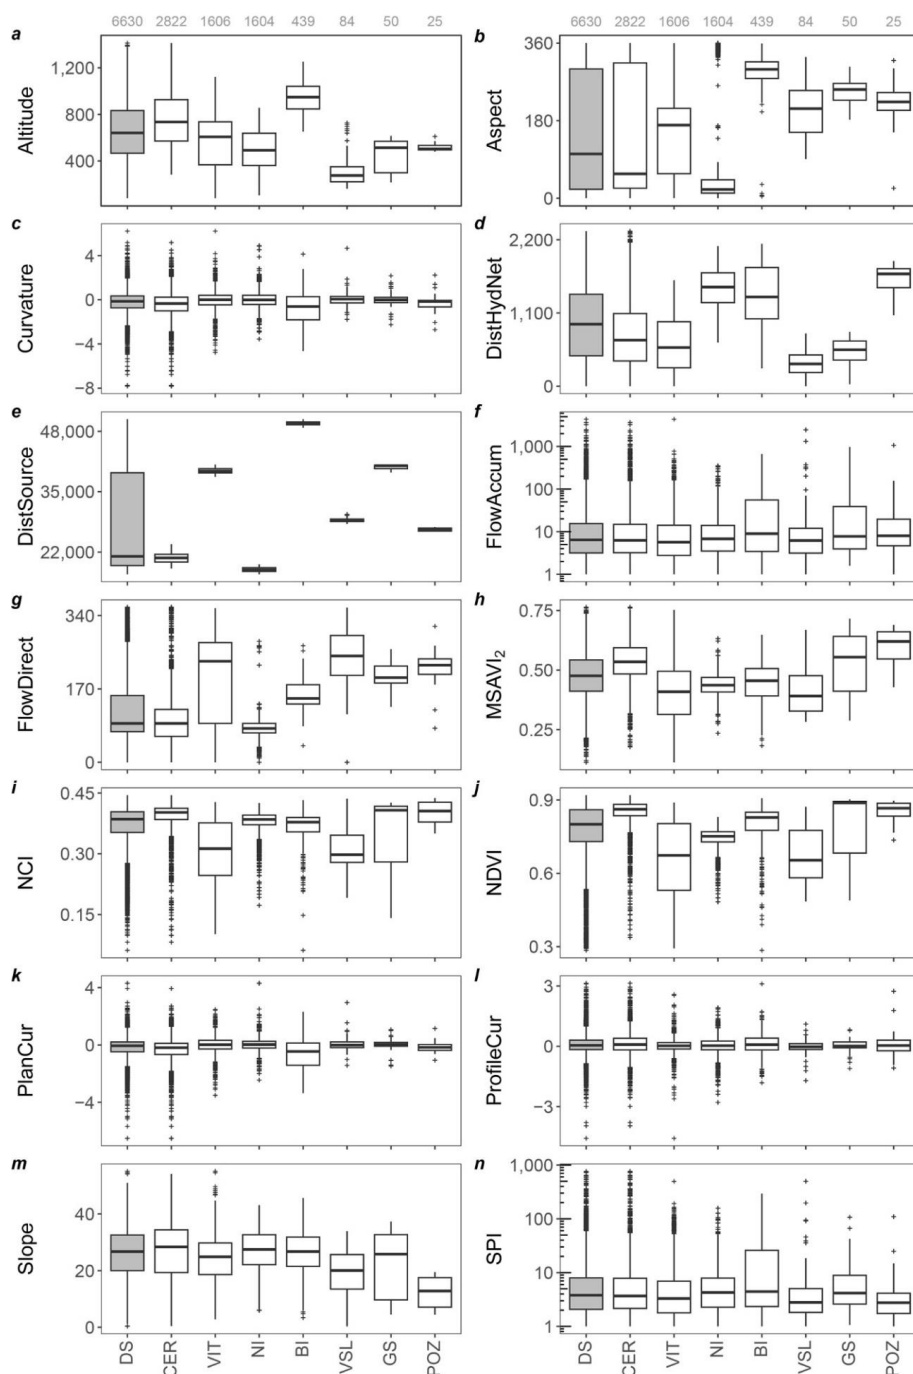 6630 2822 1606 1604 439 84 50 25 6630 2822 1606 1604 439 84 50 25
a
Altitude
1,200
800
400
b
Aspect
360
180
0
c
Curvature
4
0
−4
−8
d
DistHydNet
2,200
1,100
0
e
DistSource
48,000
35,000
22,000
f
FlowAccum
1,000
100
10
1
g
FlowDirect
340
170
0
h
MSAVI₂
0.75
0.50
0.25
i
NCI
0.45
0.30
0.15
j
NDVI
0.9
0.6
0.3
k
PlanCur
4
0
−4
l
ProfileCur
3
0
−3
m
Slope
40
20
0
n
SPI
1,000
100
10
1
DS CER VIT NI BI VSL GS POZ DS CER VIT NI BI VSL GS POZ